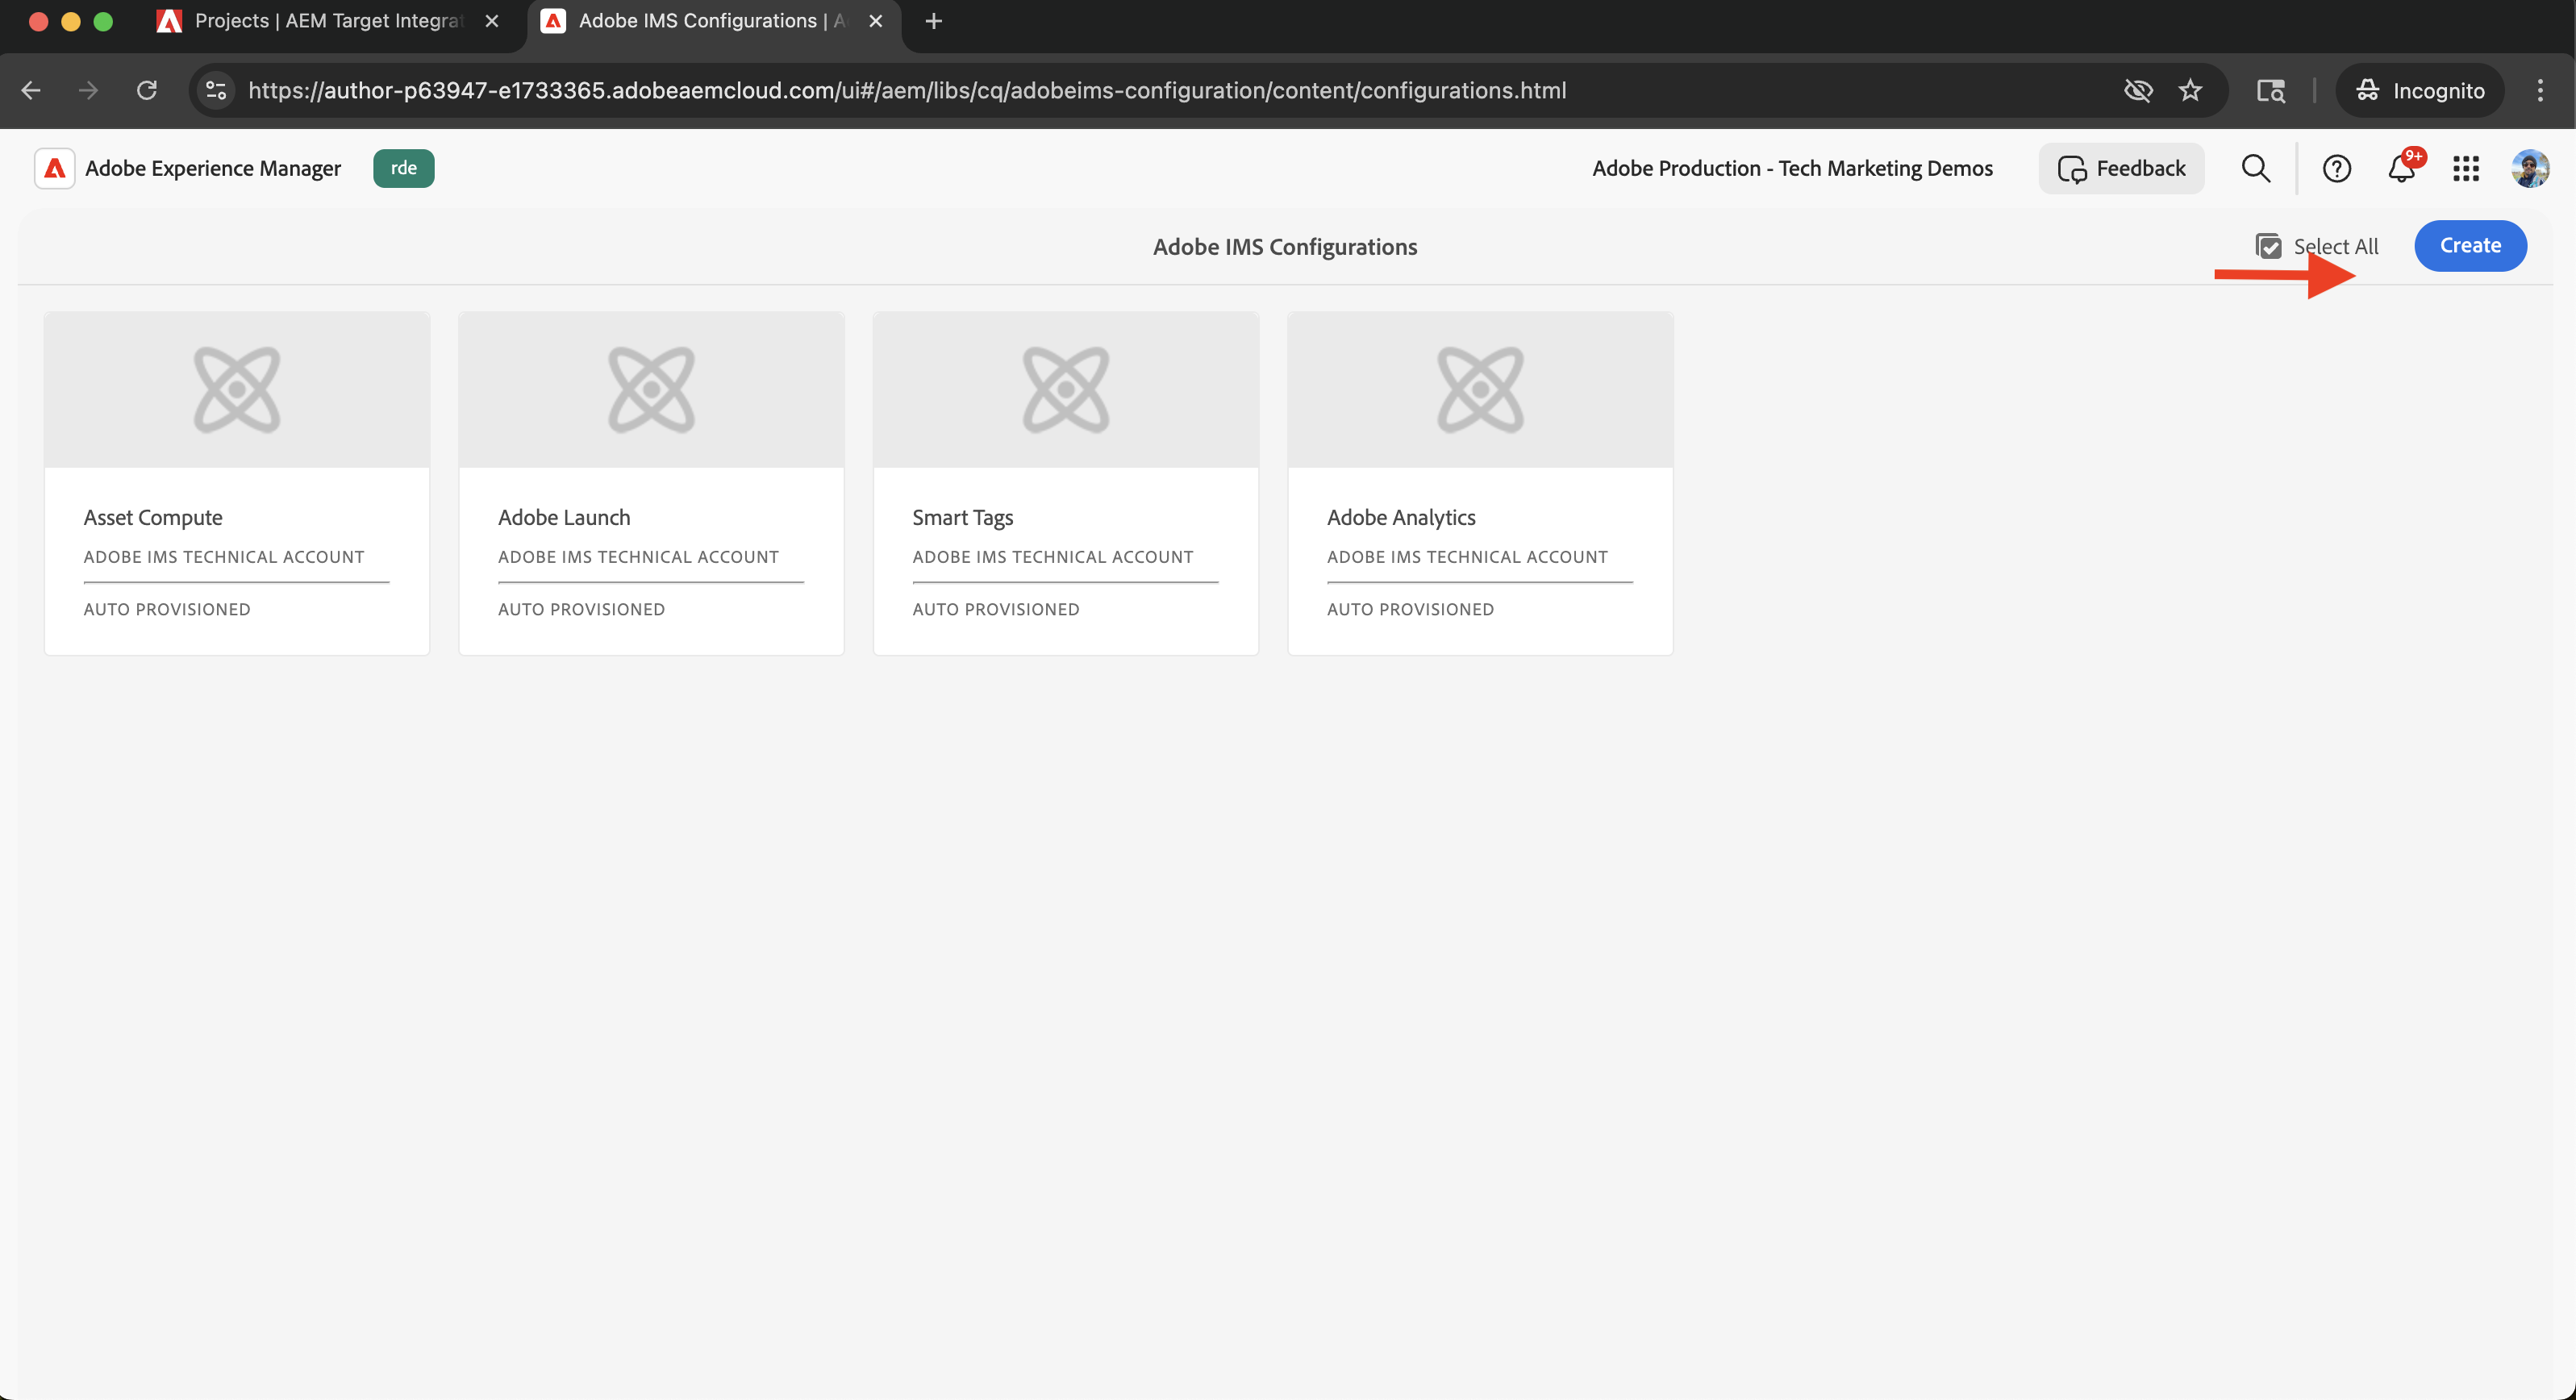 Projects | AEM Target Integrat
Adobe IMS Configurations | A
https://author-p63947-e1733365.adobeaemcloud.com/ui#/aem/libs/cq/adobeims-configuration/content/configurations.html
Incognito
Adobe Experience Manager
rde
Adobe Production - Tech Marketing Demos
Feedback
9+
Adobe IMS Configurations
Select All
Create
Asset Compute
ADOBE IMS TECHNICAL ACCOUNT
AUTO PROVISIONED
Adobe Launch
ADOBE IMS TECHNICAL ACCOUNT
AUTO PROVISIONED
Smart Tags
ADOBE IMS TECHNICAL ACCOUNT
AUTO PROVISIONED
Adobe Analytics
ADOBE IMS TECHNICAL ACCOUNT
AUTO PROVISIONED